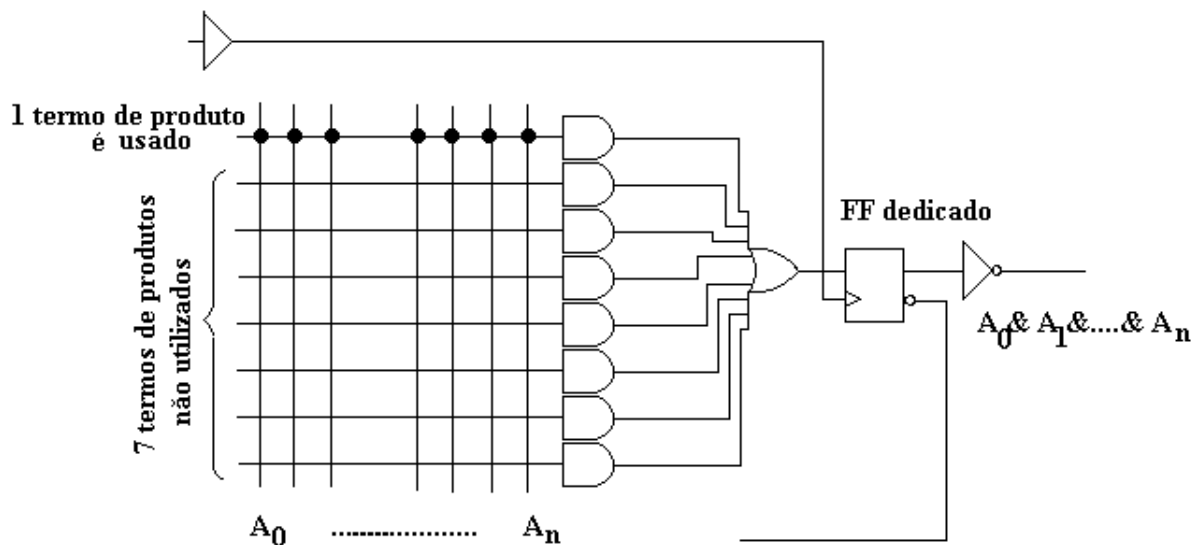 1 termo de produto
é usado
7 termos de produtos
não utilizados
FF dedicado
A0& A1&....& An
A0 ........................ An